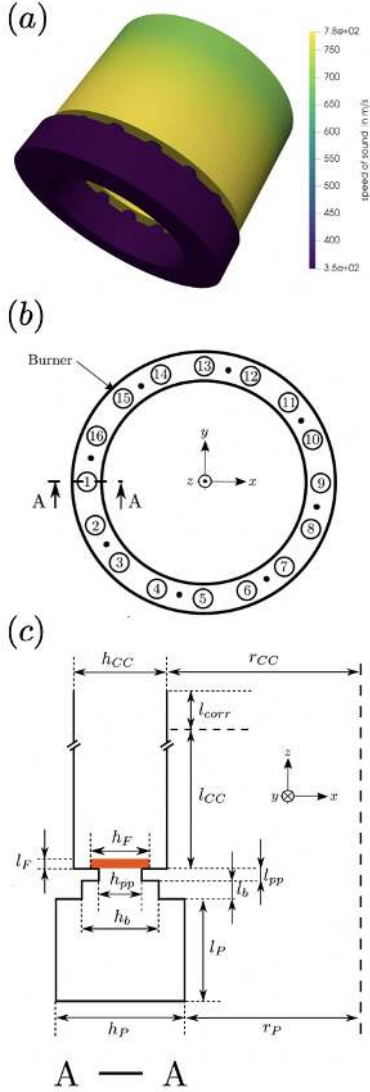 (a)
7.8e+02
750
700
650
600
550
500
450
400
3.5e+02
speed of sound in m/s
(b)
Burner
13
14
12
15
11
16
10
y
z
x
1
9
A
A
2
8
3
7
4
6
5
(c)
h_CC
r_CC
l_corr
z
y
x
l_CC
h_F
l_F
h_pp
l_pp
l_b
h_b
l_P
h_P
r_P
A — A